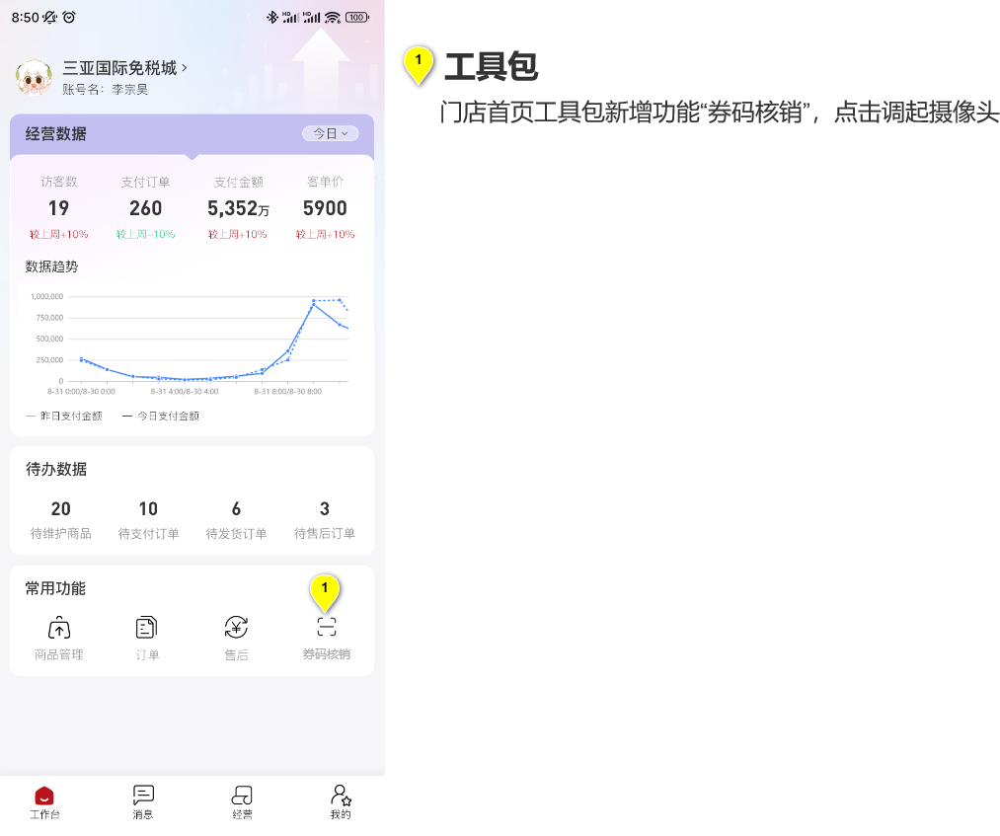 8:50
HD
HD
100
三亚国际免税城
账号名：李宗昊
经营数据
今日
访客数 支付订单 支付金额 客单价
19 260 5,352万 5900
较上周+10% 较上周-10% 较上周+10% 较上周+10%
数据趋势
1,000,000
750,000
500,000
250,000
0
8-31 0:00/8-30 0:00 8-31 4:00/8-30 4:00 8-31 8:00/8-30 8:00
昨日支付金额 今日支付金额
待办数据
20 10 6 3
待维护商品 待支付订单 待发货订单 待售后订单
常用功能
1
商品管理 订单 售后 券码核销
工作台 消息 经营 我的
1 工具包
门店首页工具包新增功能“券码核销”，点击调起摄像头